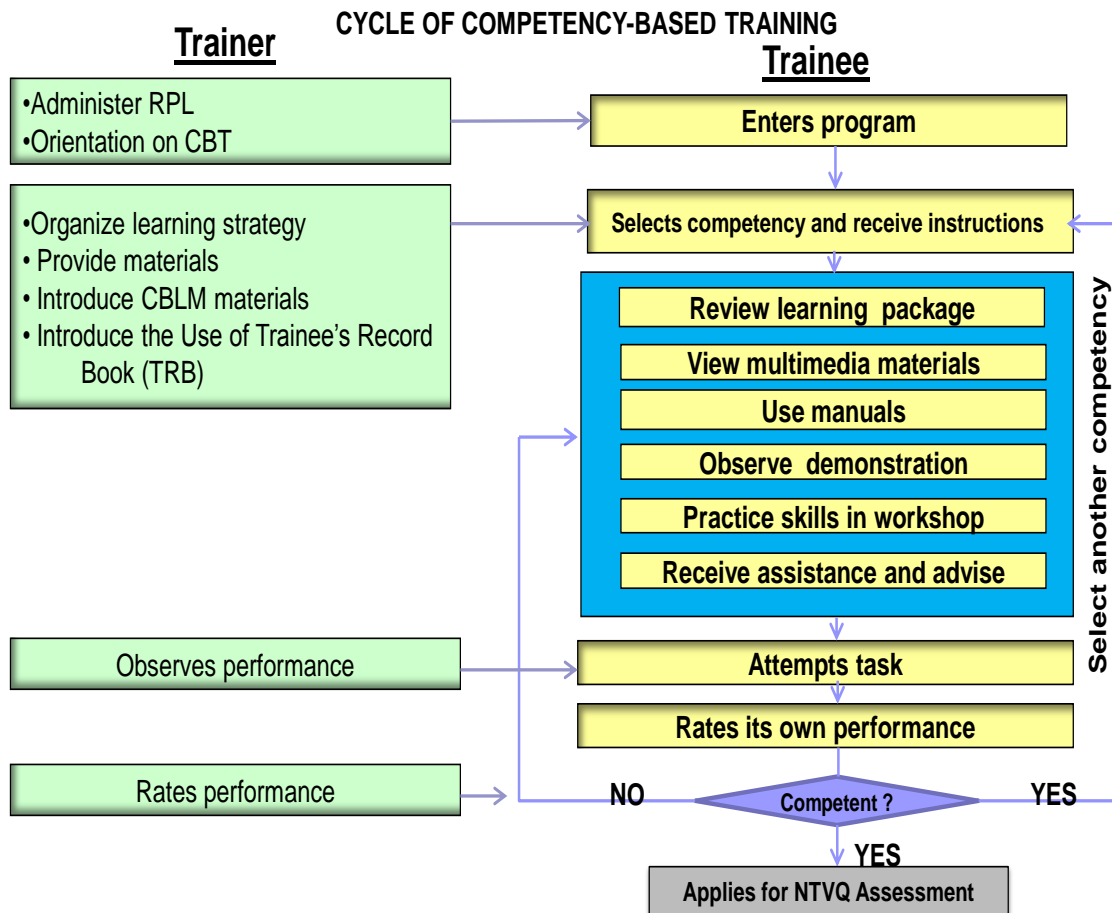 CYCLE OF COMPETENCY-BASED TRAINING
Trainer
Trainee
•Administer RPL
•Orientation on CBT
Enters program
•Organize learning strategy
• Provide materials
• Introduce CBLM materials
• Introduce the Use of Trainee's Record
Book (TRB)
Selects competency and receive instructions
Review learning package
View multimedia materials
Use manuals
Observe demonstration
Practice skills in workshop
Receive assistance and advise
Select another competency
Observes performance
Attempts task
Rates its own performance
Rates performance
NO
Competent ?
YES
YES
Applies for NTVQ Assessment